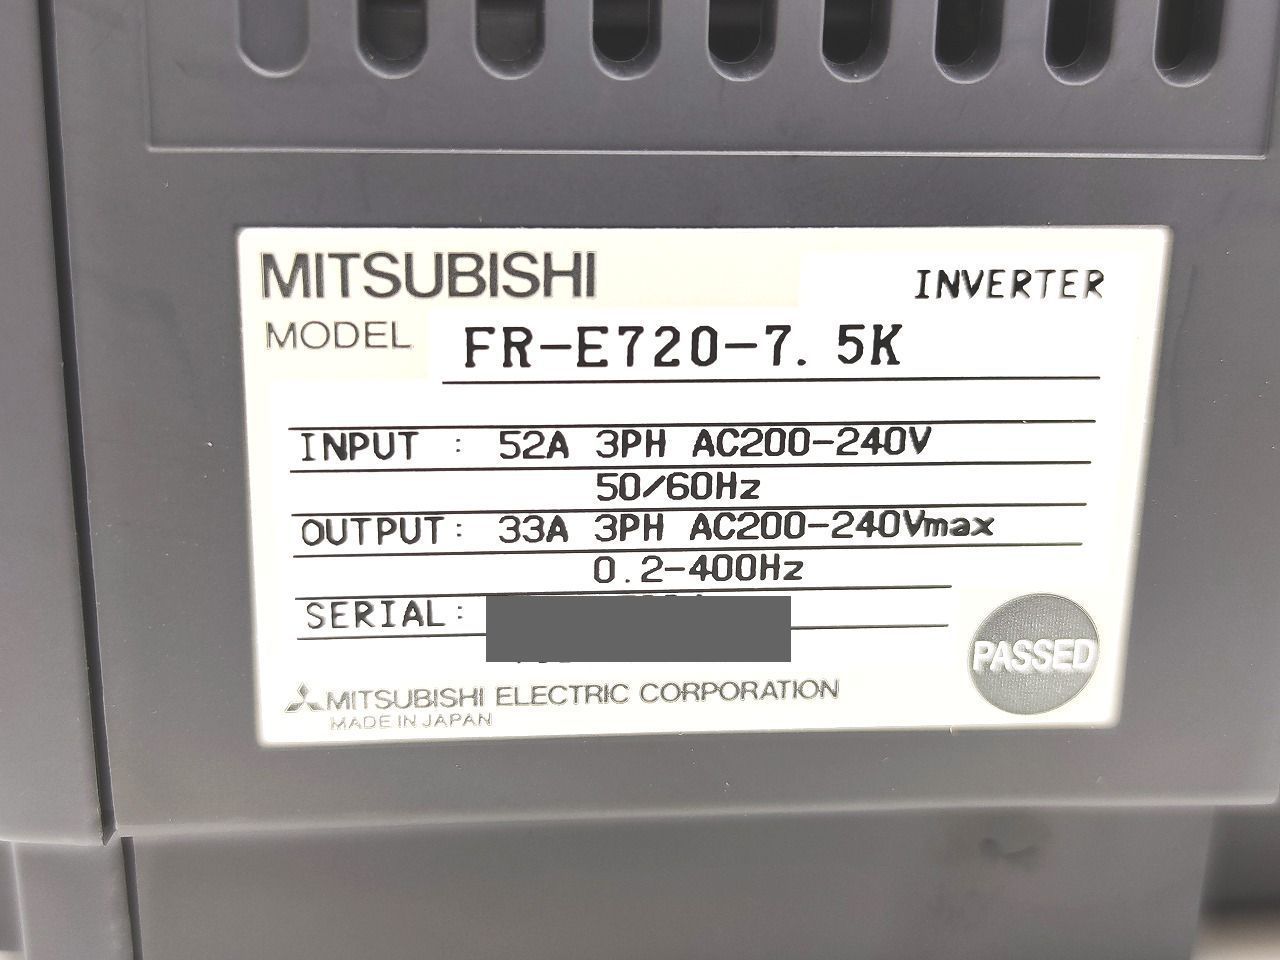 MITSUBISHI INVERTER
MODEL FR-E720-7.5K
INPUT : 52A 3PH AC200-240V
50/60Hz
OUTPUT: 33A 3PH AC200-240Vmax
0.2-400Hz
SERIAL:
PASSED
MITSUBISHI ELECTRIC CORPORATION
MADE IN JAPAN